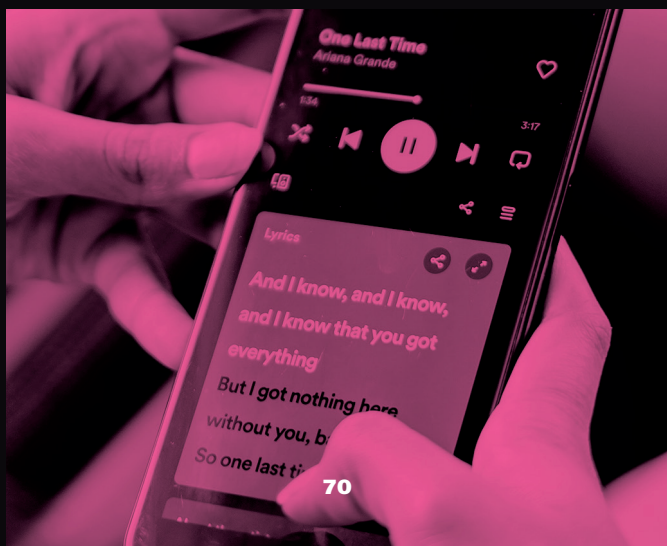 One Last Time
Ariana Grande
1:34
3:17
Lyrics
And I know, and I know,
and I know that you got
everything
But I got nothing here
without you,
So one last
70